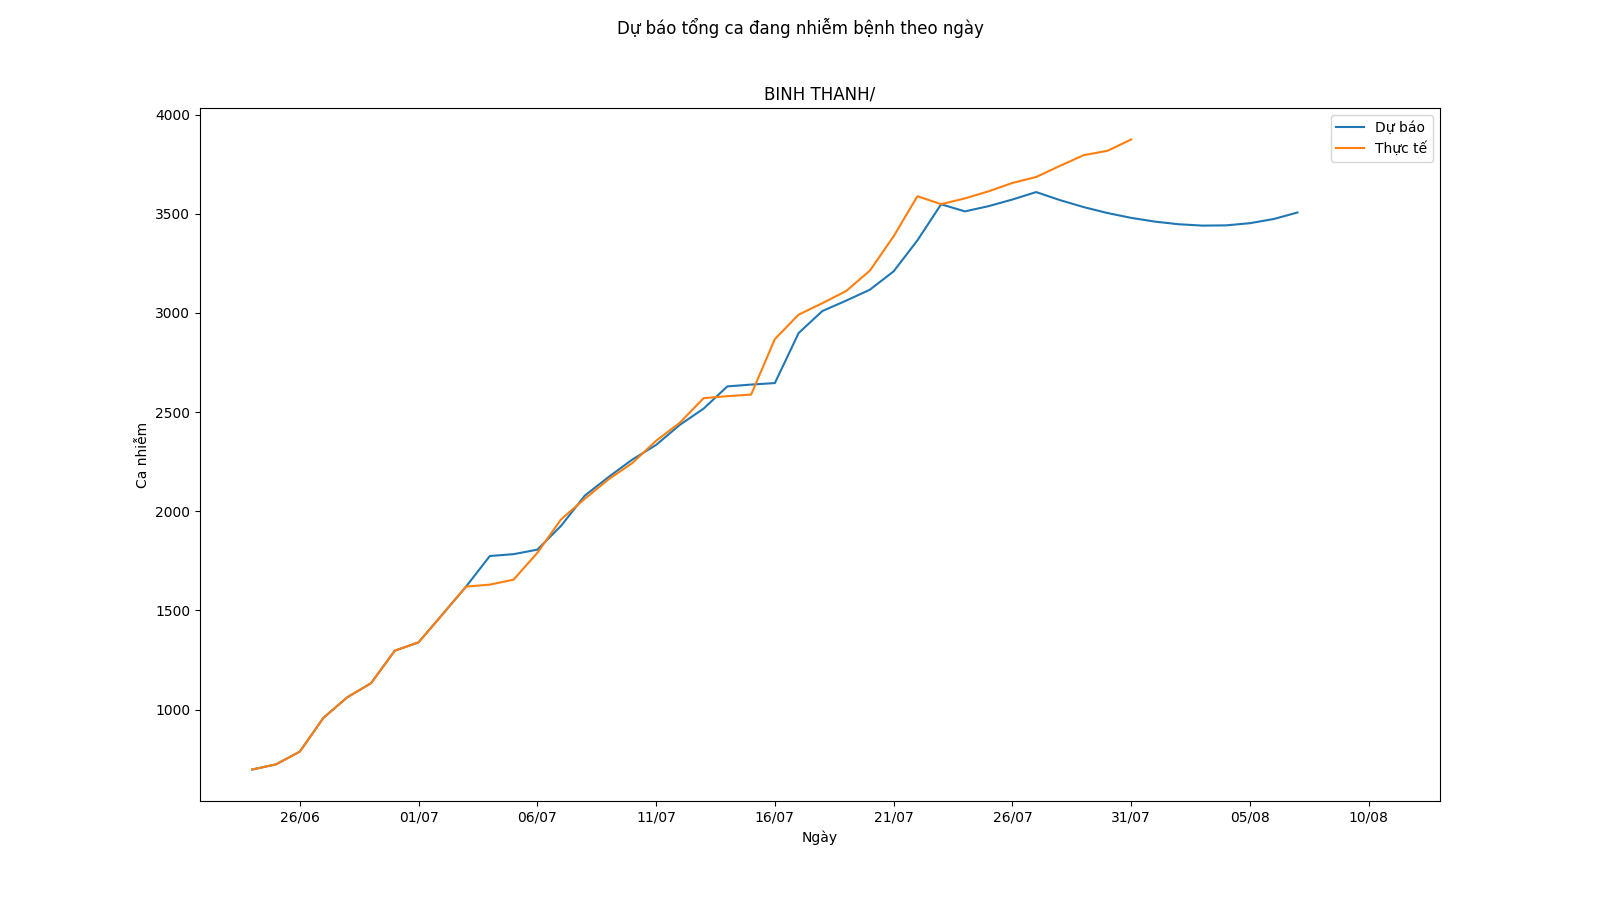 Dự báo tổng ca đang nhiễm bệnh theo ngày
BINH THANH/
4000
3500
3000
2500
2000
1500
1000
Ca nhiễm
Dự báo
Thực tế
26/06 01/07 06/07 11/07 16/07 21/07 26/07 31/07 05/08 10/08
Ngày